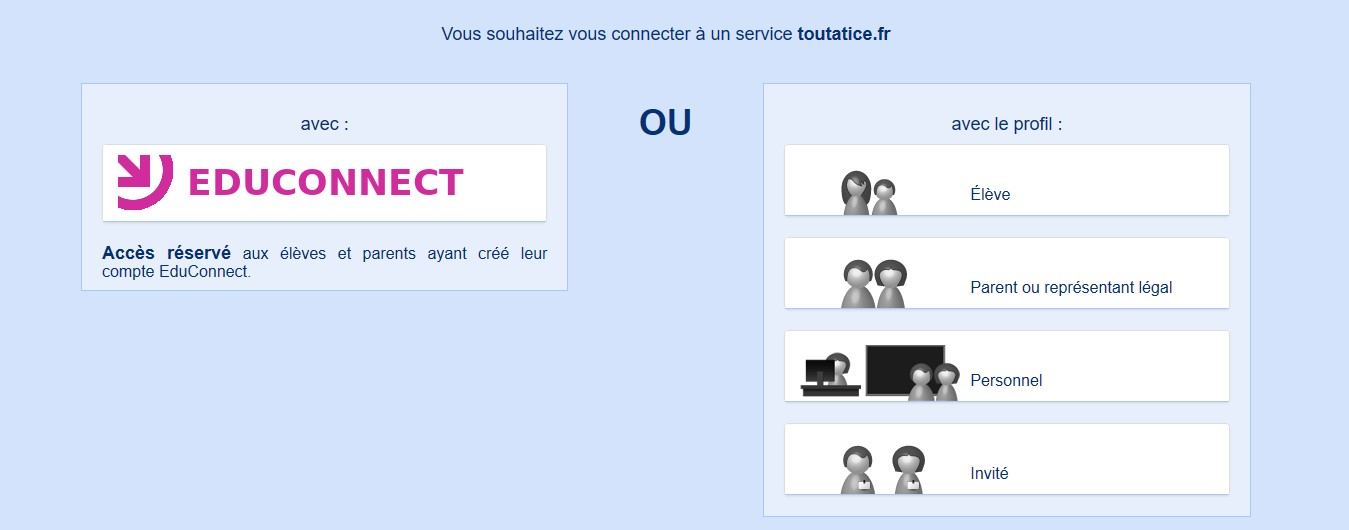 Vous souhaitez vous connecter à un service toutatice.fr
avec :
EDUCONNECT
Accès réservé aux élèves et parents ayant créé leur
compte EduConnect.
OU
avec le profil :
Élève
Parent ou représentant légal
Personnel
Invité